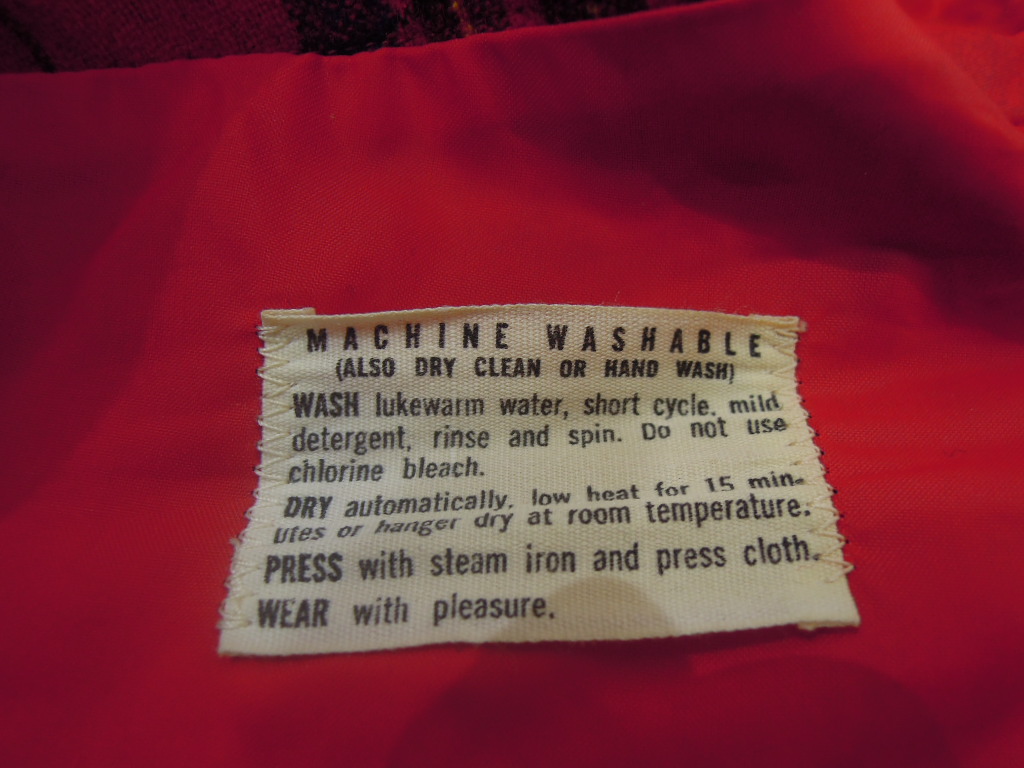 MACHINE WASHABLE
(ALSO DRY CLEAN OR HAND WASH)
WASH lukewarm water, short cycle, mild
detergent, rinse and spin. Do not use
chlorine bleach.
DRY automatically, low heat for 15 min-
utes or hanger dry at room temperature.
PRESS with steam iron and press cloth.
WEAR with pleasure.